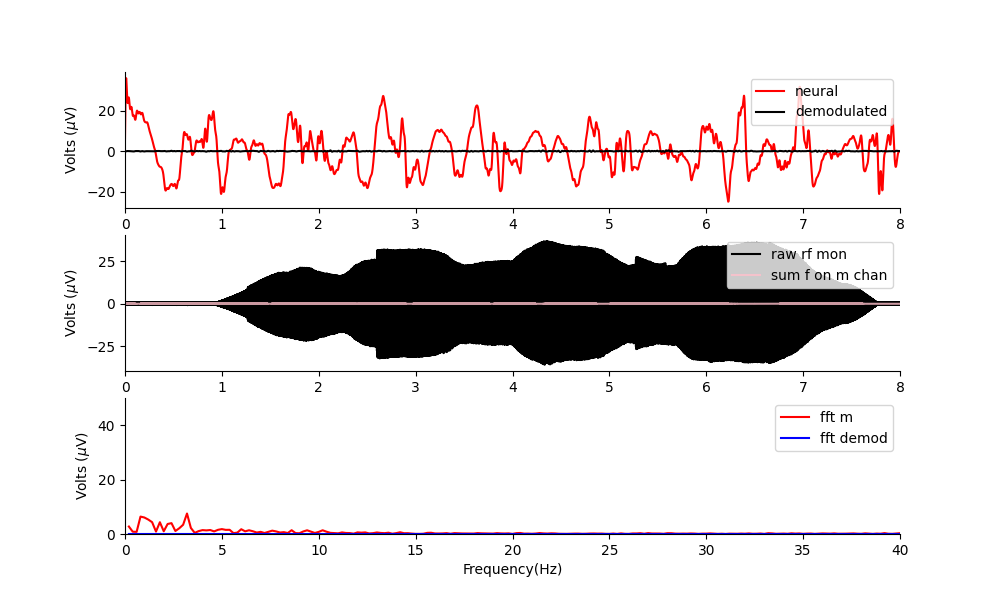 neural
demodulated
Volts (μV)
20
0
−20
0 1 2 3 4 5 6 7 8
raw rf mon
sum f on m chan
Volts (μV)
25
0
−25
0 1 2 3 4 5 6 7 8
fft m
fft demod
Volts (μV)
40
20
0
0 5 10 15 20 25 30 35 40
Frequency(Hz)